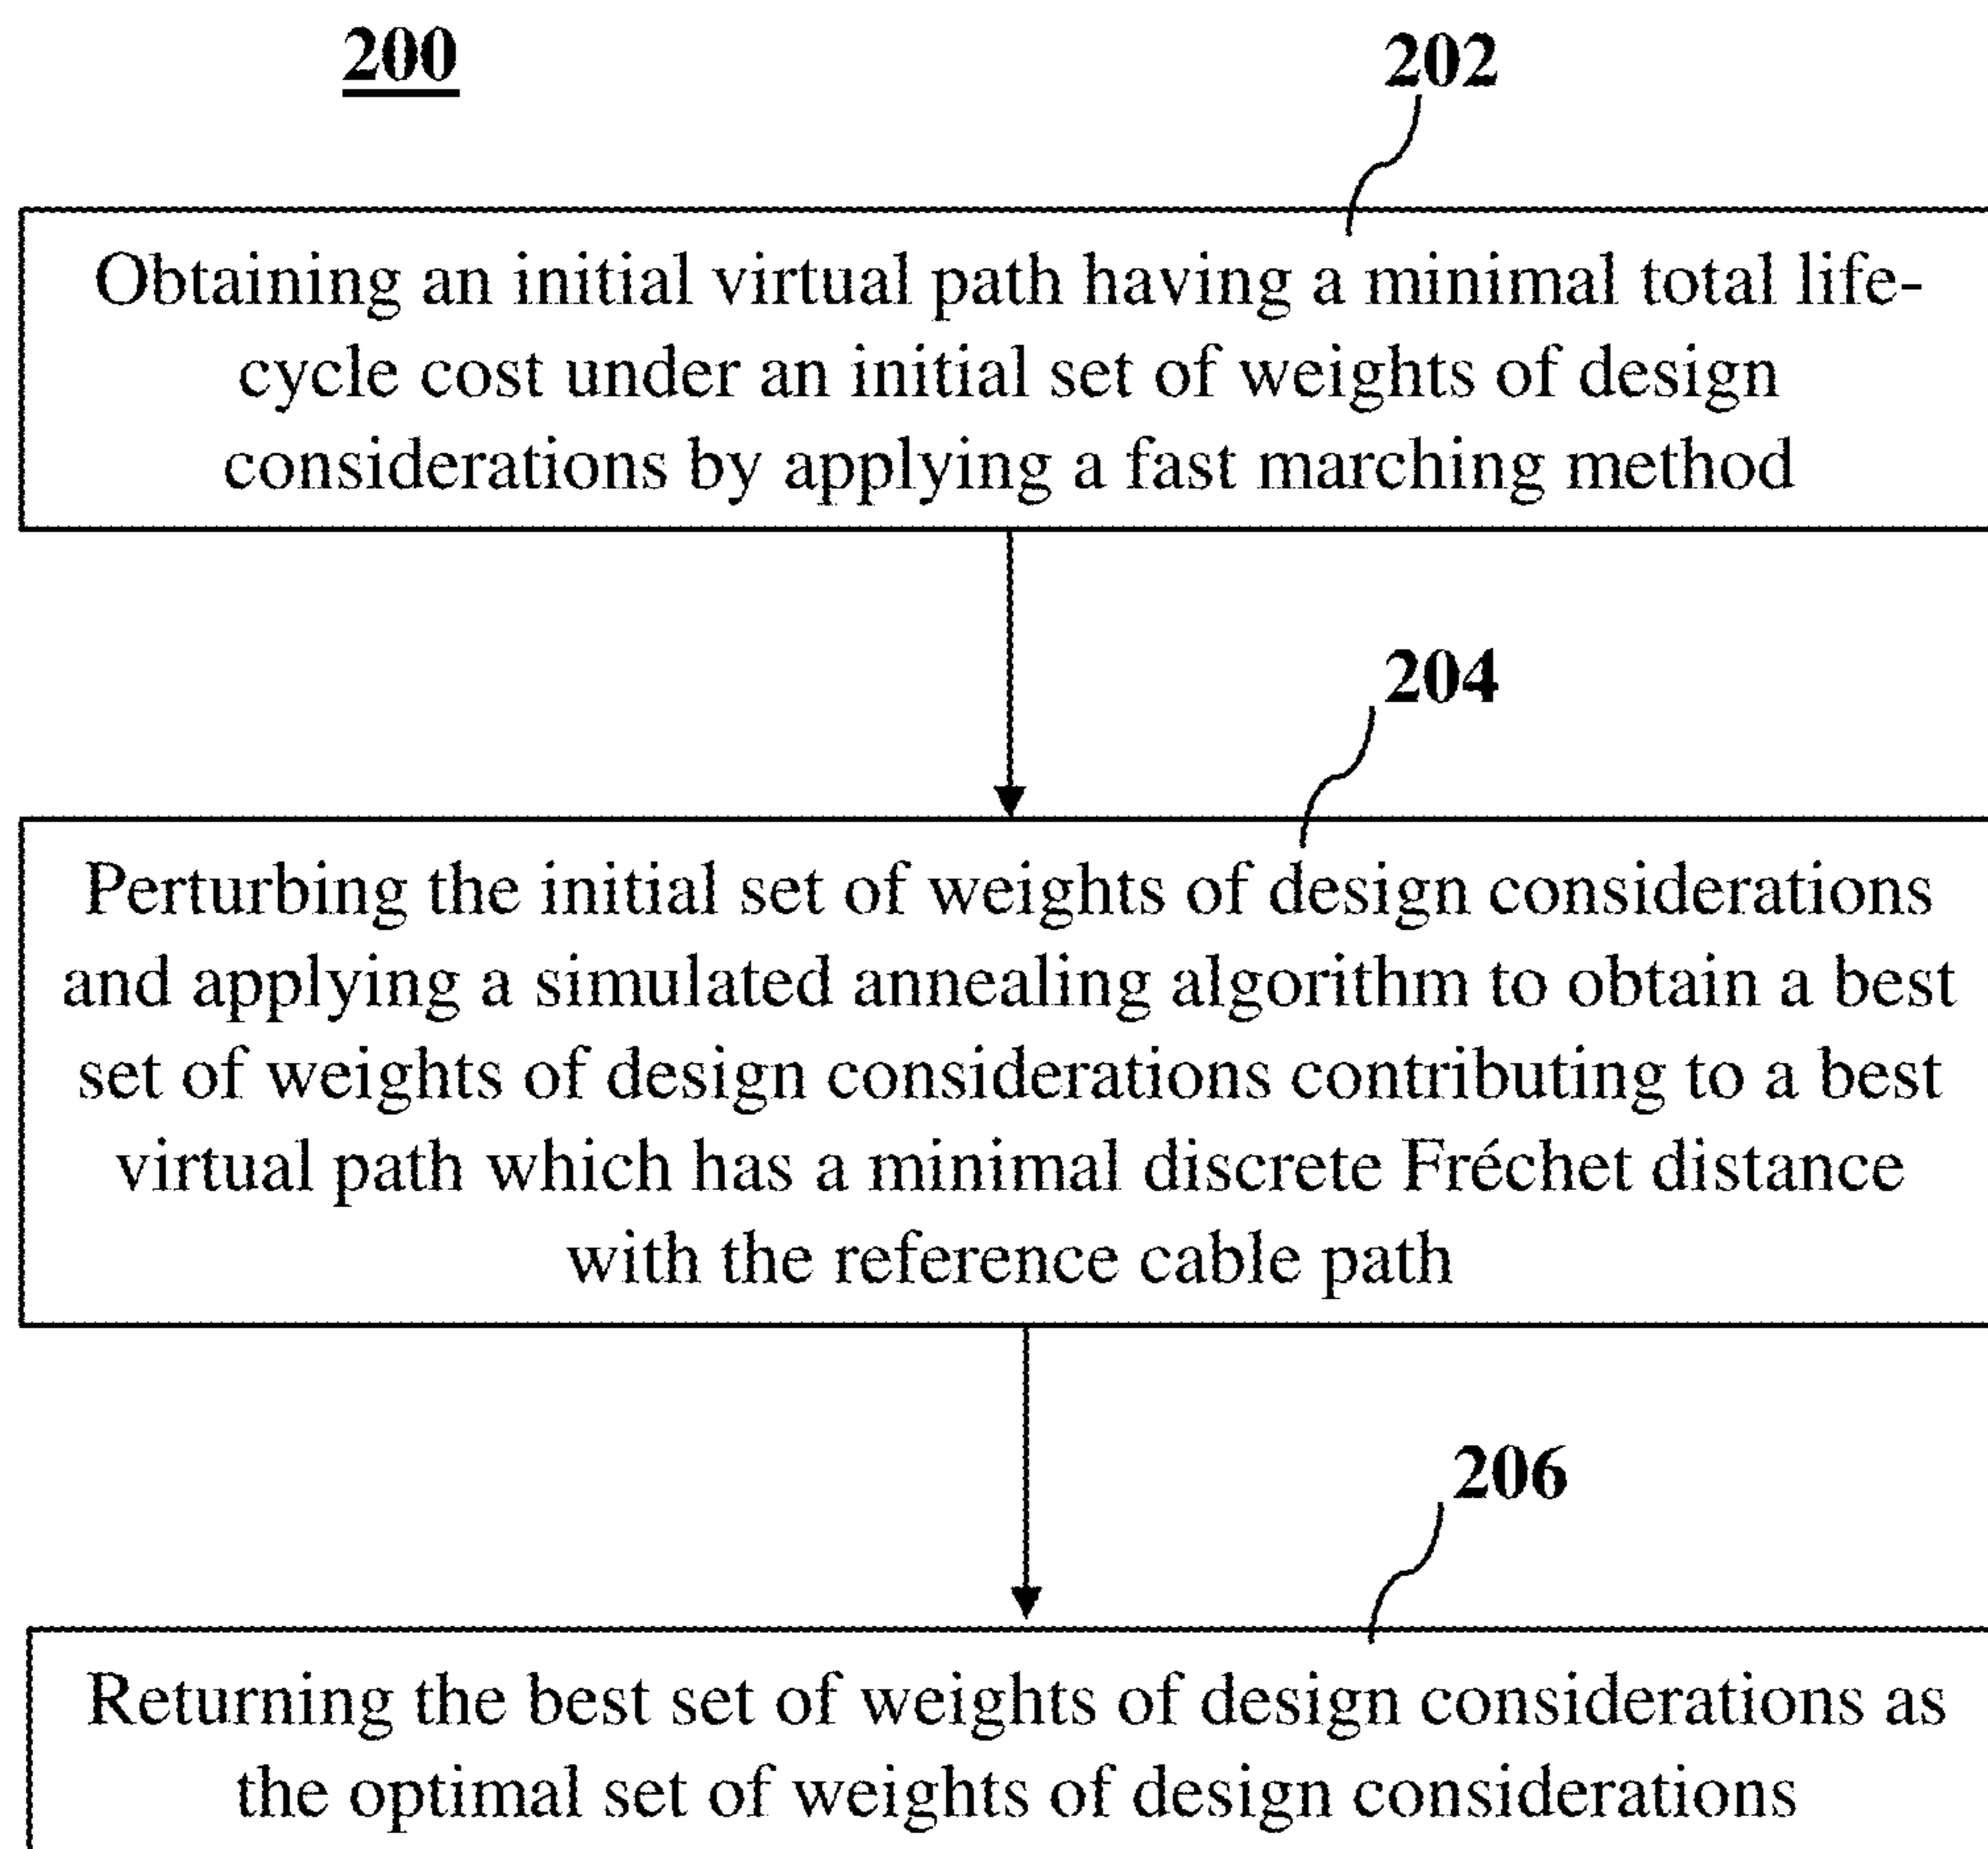 200
202
Obtaining an initial virtual path having a minimal total life-
cycle cost under an initial set of weights of design
considerations by applying a fast marching method
204
Perturbing the initial set of weights of design considerations
and applying a simulated annealing algorithm to obtain a best
set of weights of design considerations contributing to a best
virtual path which has a minimal discrete Fréchet distance
with the reference cable path
206
Returning the best set of weights of design considerations as
the optimal set of weights of design considerations